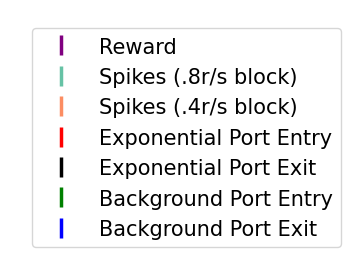 Reward
Spikes (.8r/s block)
Spikes (.4r/s block)
Exponential Port Entry
Exponential Port Exit
Background Port Entry
Background Port Exit